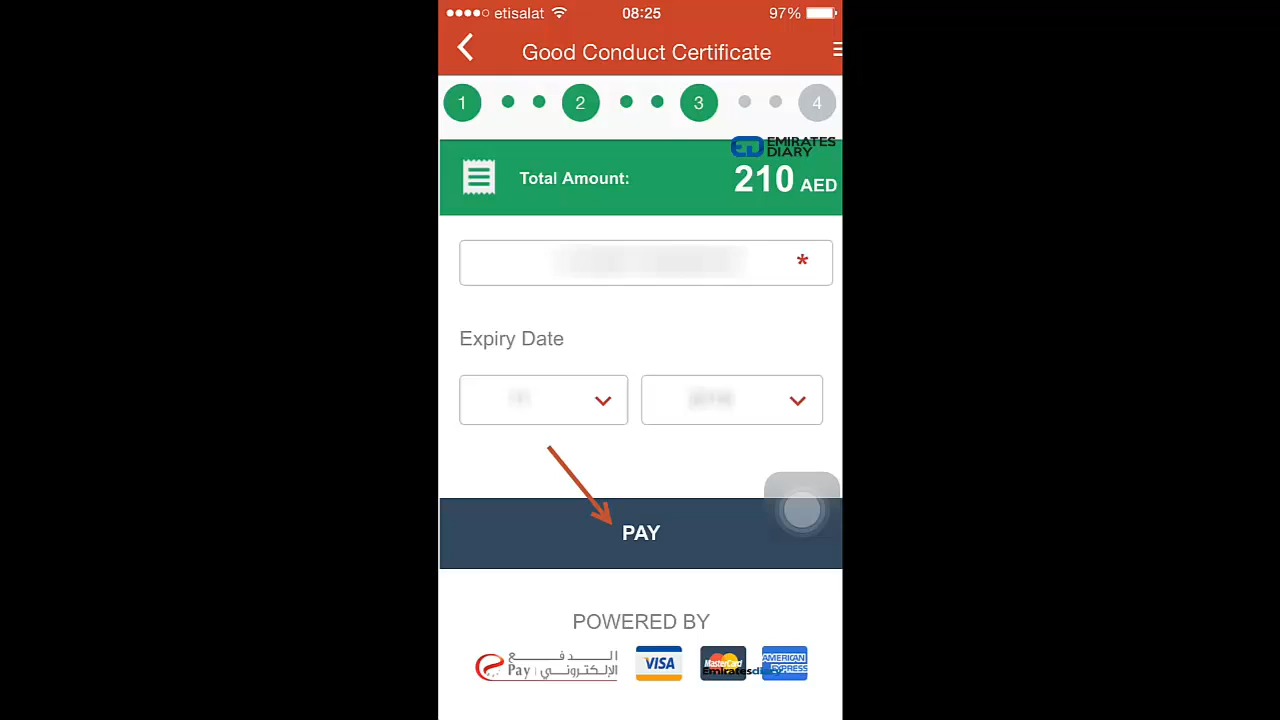 etisalat 08:25 97%
Good Conduct Certificate
1 2 3 4
EMIRATES
DIARY
Total Amount: 210 AED
*
Expiry Date
PAY
POWERED BY
الدفع
الإلكتروني Pay
VISA
MasterCard
AMERICAN
EXPRESS
Emiratesdiary